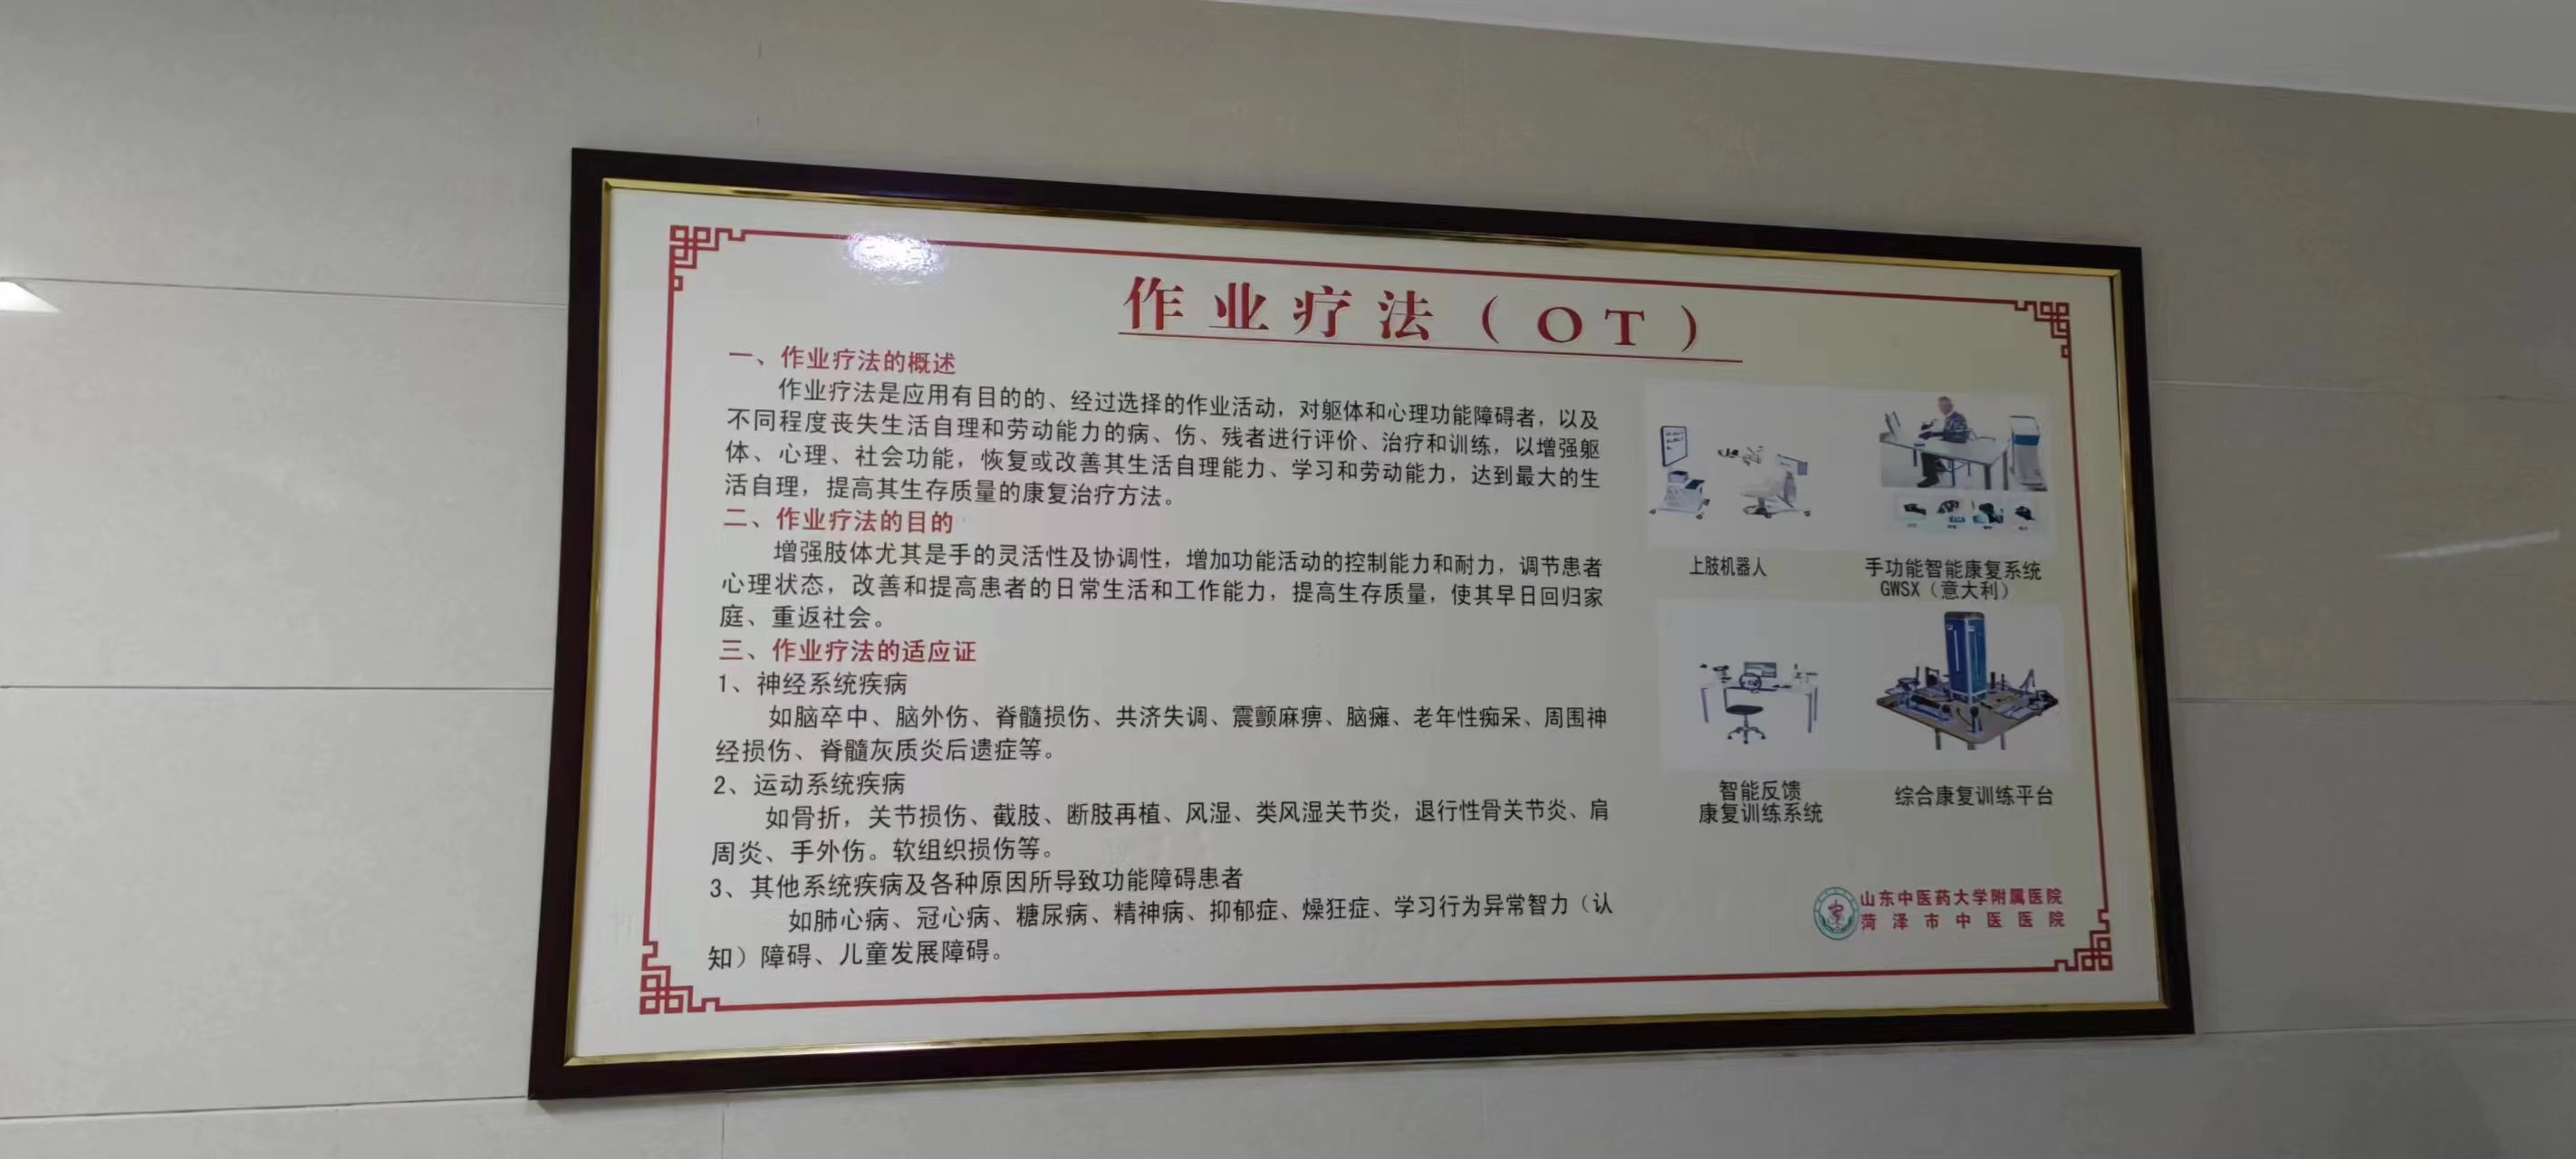 作业疗法（OT）
一、作业疗法的概述
作业疗法是应用有目的的、经过选择的作业活动，对躯体和心理功能障碍者，以及
不同程度丧失生活自理和劳动能力的病、伤、残者进行评价、治疗和训练，以增强躯
体、心理、社会功能，恢复或改善其生活自理能力、学习和劳动能力，达到最大的生
活自理，提高其生存质量的康复治疗方法。
二、作业疗法的目的
增强肢体尤其是手的灵活性及协调性，增加功能活动的控制能力和耐力，调节患者
心理状态，改善和提高患者的日常生活和工作能力，提高生存质量，使其早日回归家
庭、重返社会。
三、作业疗法的适应证
1、神经系统疾病
如脑卒中、脑外伤、脊髓损伤、共济失调、震颤麻痹、脑瘫、老年性痴呆、周围神
经损伤、脊髓灰质炎后遗症等。
2、运动系统疾病
如骨折，关节损伤、截肢、断肢再植、风湿、类风湿关节炎，退行性骨关节炎、肩
周炎、手外伤。软组织损伤等。
3、其他系统疾病及各种原因所导致功能障碍患者
如肺心病、冠心病、糖尿病、精神病、抑郁症、燥狂症、学习行为异常智力（认
知）障碍、儿童发展障碍。
上肢机器人
手功能智能康复系统
GWSX（意大利）
智能反馈
康复训练系统
综合康复训练平台
山东中医药大学附属医院
菏泽市中医医院